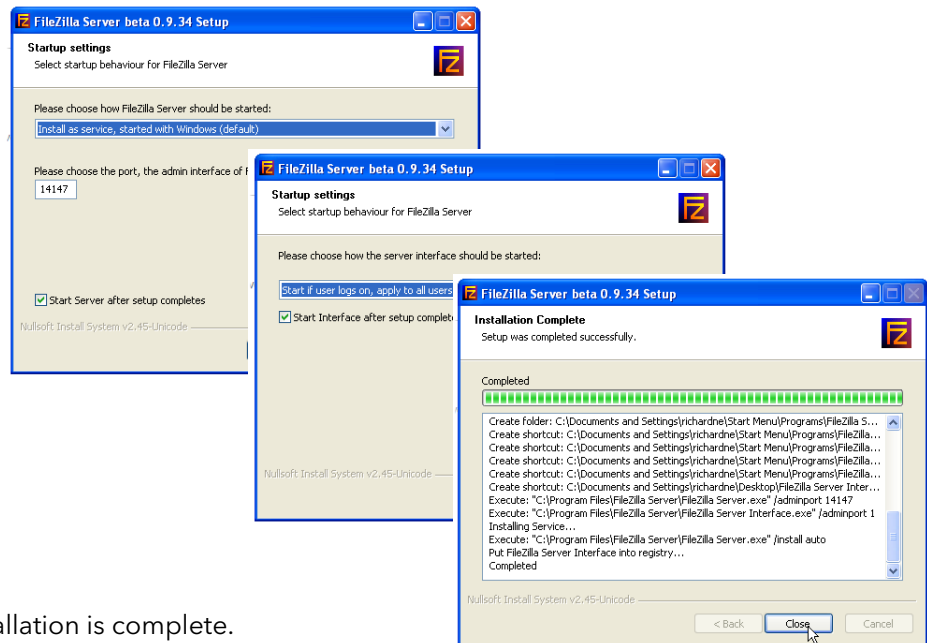 FileZilla Server beta 0.9.34 Setup
Startup settings
Select startup behaviour for FileZilla Server
Please choose how FileZilla Server should be started:
Install as service, started with Windows (default)
Please choose the port, the admin interface of
14147
Start Server after setup completes
Nullsoft Install System v2.45-Unicode
FileZilla Server beta 0.9.34 Setup
Startup settings
Select startup behaviour for FileZilla Server
Please choose how the server interface should be started:
Start if user logs on, apply to all users
Start Interface after setup complet
Nullsoft Install System v2.45-Unicode
FileZilla Server beta 0.9.34 Setup
Installation Complete
Setup was completed successfully.
Completed
Create folder: C:\Documents and Settings\richardne\Start Menu\Programs\FileZilla S...
Create shortcut: C:\Documents and Settings\richardne\Start Menu\Programs\FileZilla...
Create shortcut: C:\Documents and Settings\richardne\Start Menu\Programs\FileZilla...
Create shortcut: C:\Documents and Settings\richardne\Start Menu\Programs\FileZilla...
Create shortcut: C:\Documents and Settings\richardne\Desktop\FileZilla Server Inter...
Execute: "C:\Program Files\FileZilla Server\FileZilla Server.exe" /adminport 14147
Execute: "C:\Program Files\FileZilla Server\FileZilla Server Interface.exe" /adminport 1
Installing Service...
Execute: "C:\Program Files\FileZilla Server\FileZilla Server.exe" /install auto
Put FileZilla Server Interface into registry...
Completed
Nullsoft Install System v2.45-Unicode
< Back Close Cancel
allation is complete.